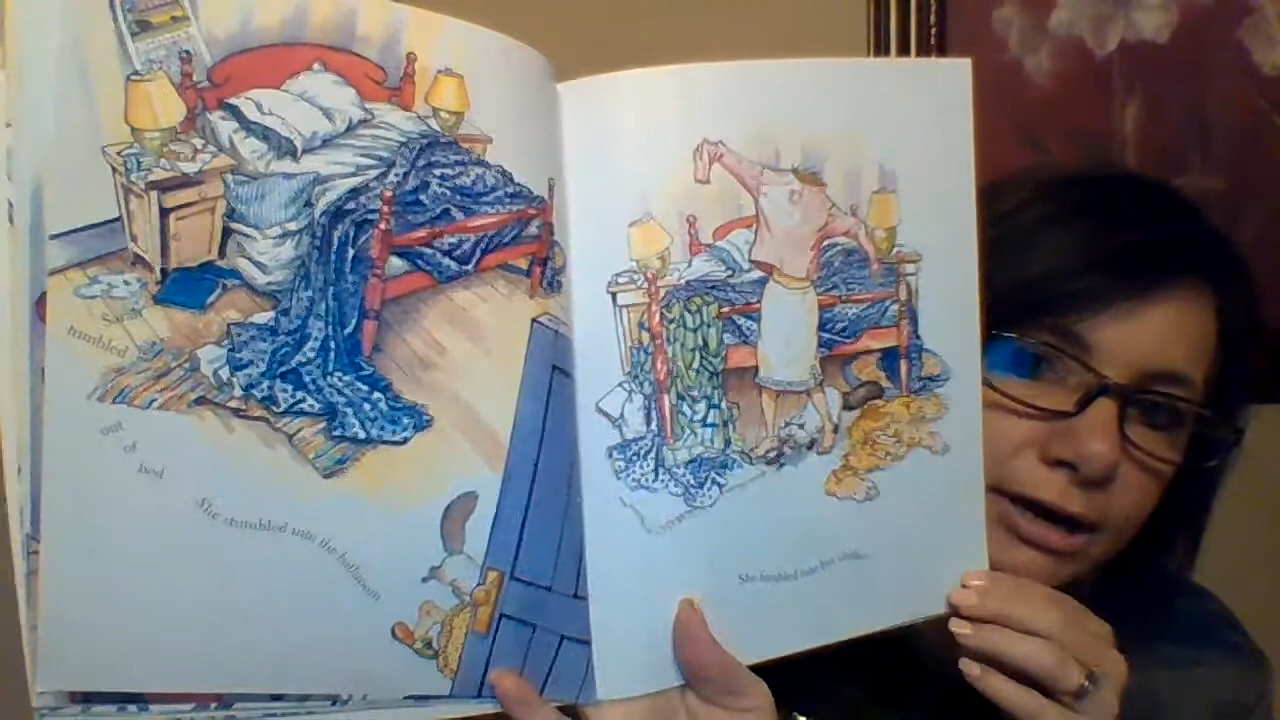 Sarah
tumbled
out
of
bed
She stumbled into the bathroom
She fumbled into her clothes.